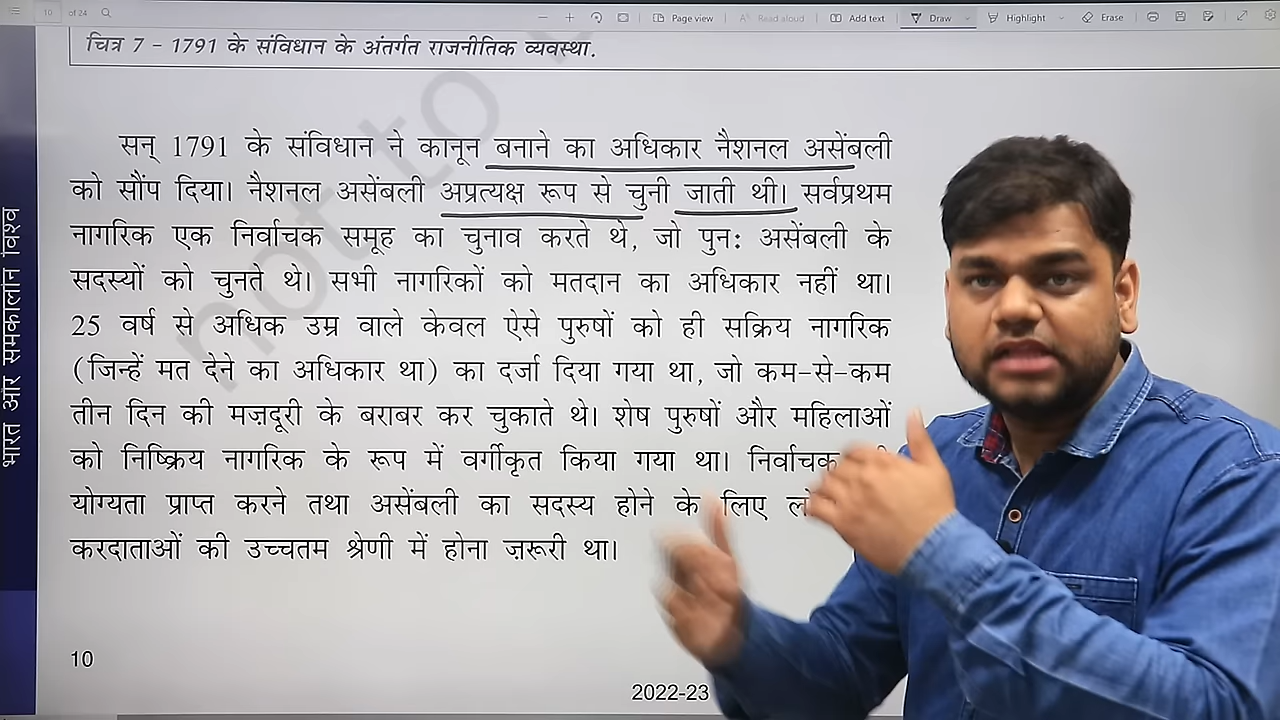 10 of 24 Page view Read aloud Add text Draw Highlight Erase
चित्र 7 – 1791 के संविधान के अंतर्गत राजनीतिक व्यवस्था.
सन् 1791 के संविधान ने कानून बनाने का अधिकार नैशनल असेंबली
को सौंप दिया। नैशनल असेंबली अप्रत्यक्ष रूप से चुनी जाती थी। सर्वप्रथम
नागरिक एक निर्वाचक समूह का चुनाव करते थे, जो पुन: असेंबली के
सदस्यों को चुनते थे। सभी नागरिकों को मतदान का अधिकार नहीं था।
25 वर्ष से अधिक उम्र वाले केवल ऐसे पुरुषों को ही सक्रिय नागरिक
(जिन्हें मत देने का अधिकार था) का दर्जा दिया गया था, जो कम-से-कम
तीन दिन की मज़दूरी के बराबर कर चुकाते थे। शेष पुरुषों और महिलाओं
को निष्क्रिय नागरिक के रूप में वर्गीकृत किया गया था। निर्वाचक
योग्यता प्राप्त करने तथा असेंबली का सदस्य होने के लिए
करदाताओं की उच्चतम श्रेणी में होना ज़रूरी था।
10
2022-23
भारत और समकालीन विश्व
not to